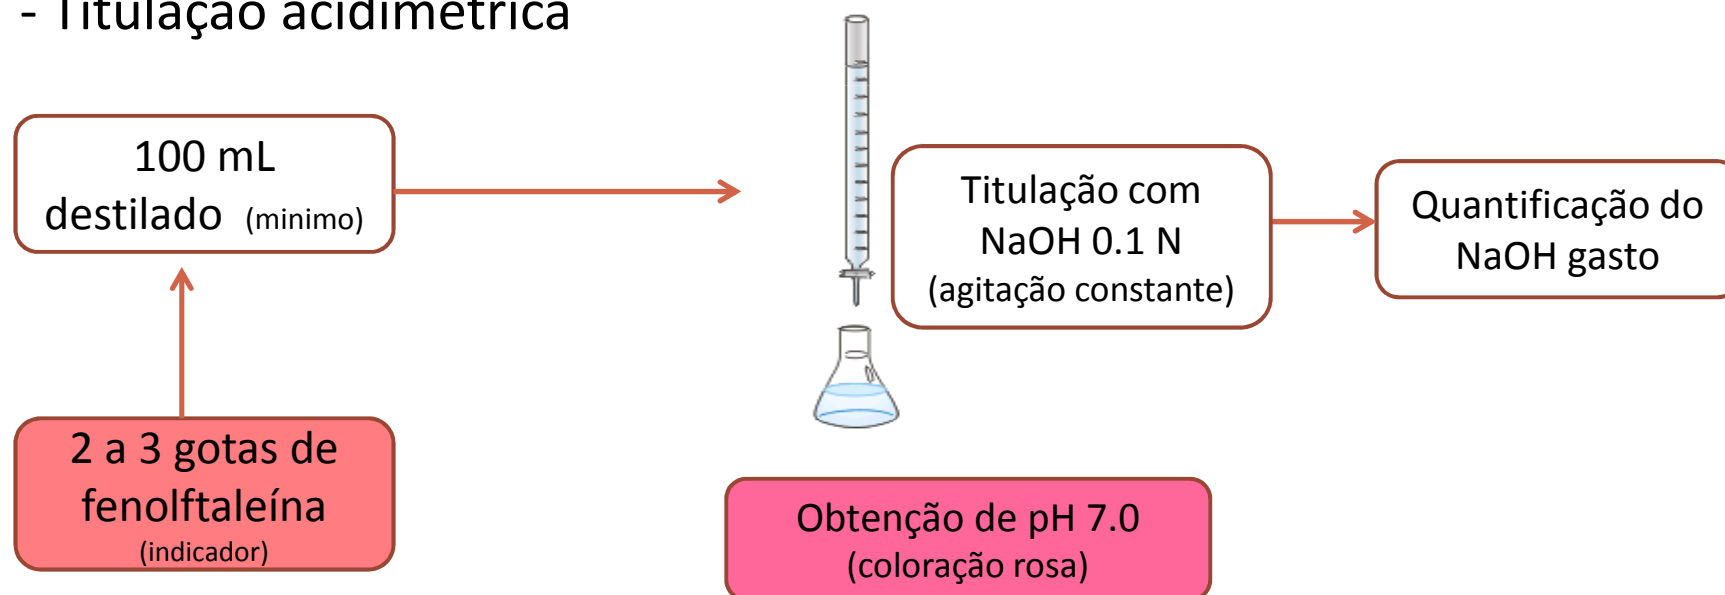 - Titulação acidimétrica
100 mL
destilado (minimo)
2 a 3 gotas de
fenolftaleína
(indicador)
Titulação com
NaOH 0.1 N
(agitação constante)
Quantificação do
NaOH gasto
Obtenção de pH 7.0
(coloração rosa)